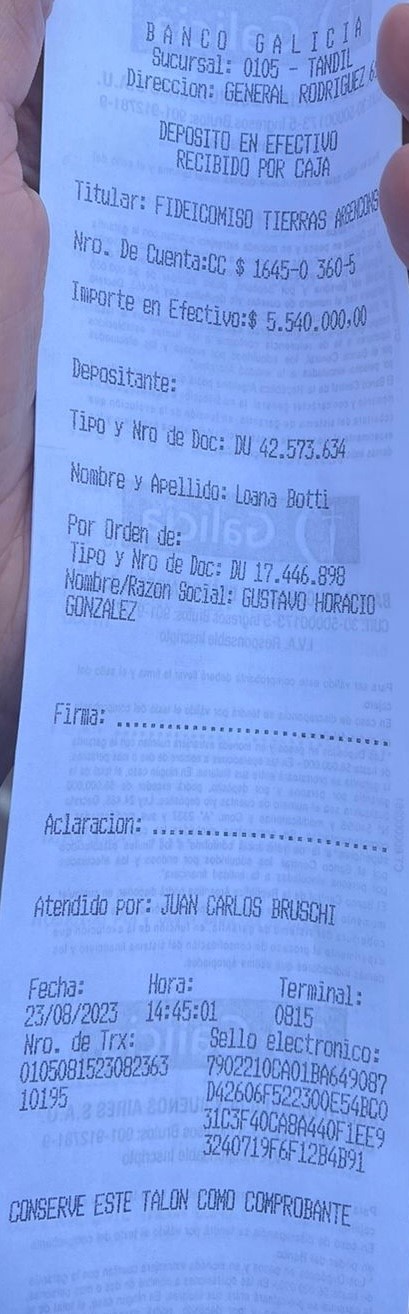 BANCO GALICIA
Sucursal: 0105 - TANDIL
Direccion: GENERAL RODRIGUEZ
DEPOSITO EN EFECTIVO
RECIBIDO POR CAJA
Titular: FIDEICOMISO TIERRAS ARGENCONS
Nro. De Cuenta:CC $ 1645-0 360-5
Importe en Efectivo:$ 5.540.000,00
Depositante:
Tipo y Nro de Doc: DU 42.573.634
Nombre y Apellido: Loana Botti
Por Orden de:
Tipo y Nro de Doc: DU 17.446.898
Nombre/Razon Social: GUSTAVO HORACIO
GONZALEZ
Firma: ..............................
Aclaracion: ..............................
Atendido por: JUAN CARLOS BRUSCHI
Fecha: Hora: Terminal:
23/08/2023 14:45:01 0815
Nro. de Trx: Sello electronico:
0105081523082363 7902210CA01BA649087
10195 D42606F522300E54BC0
31C3F40CA8A440F1EE9
3240719F6F12B4B91
CONSERVE ESTE TALON COMO COMPROBANTE